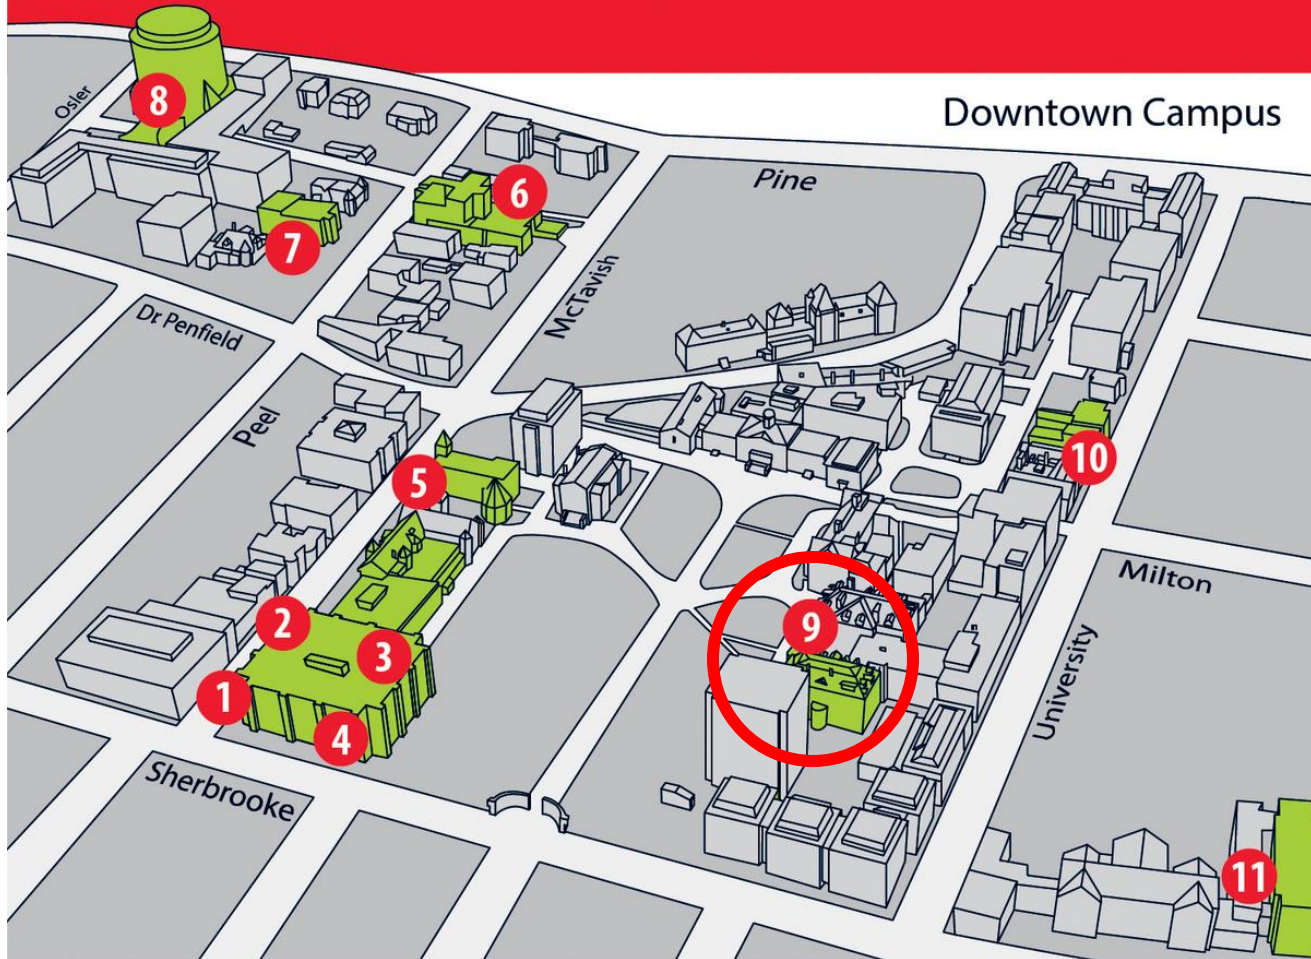 Downtown Campus
Osler
8
Pine
6
7
McTavish
Dr. Penfield
Peel
5
10
Milton
2
9
3
1
University
4
Sherbrooke
11